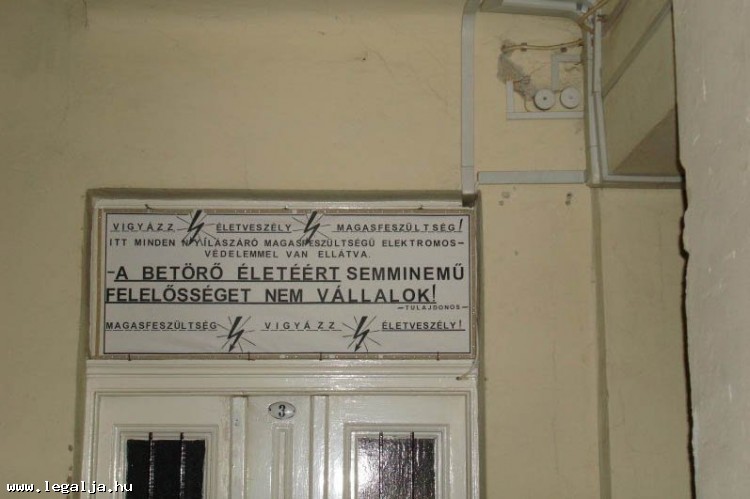 VIGYÁZZ ÉLETVESZÉLY MAGASFESZÜLTSÉG!
ITT MINDEN NYÍLÁSZÁRÓ MAGASFESZÜLTSÉGŰ ELEKTROMOS-
VÉDELEMMEL VAN ELLÁTVA.
-A BETÖRŐ ÉLETÉÉRT SEMMINEMŰ
FELELŐSSÉGET NEM VÁLLALOK!
-TULAJDONOS-
MAGASFESZÜLTSÉG VIGYÁZZ ÉLETVESZÉLY!
3
www.legalja.hu